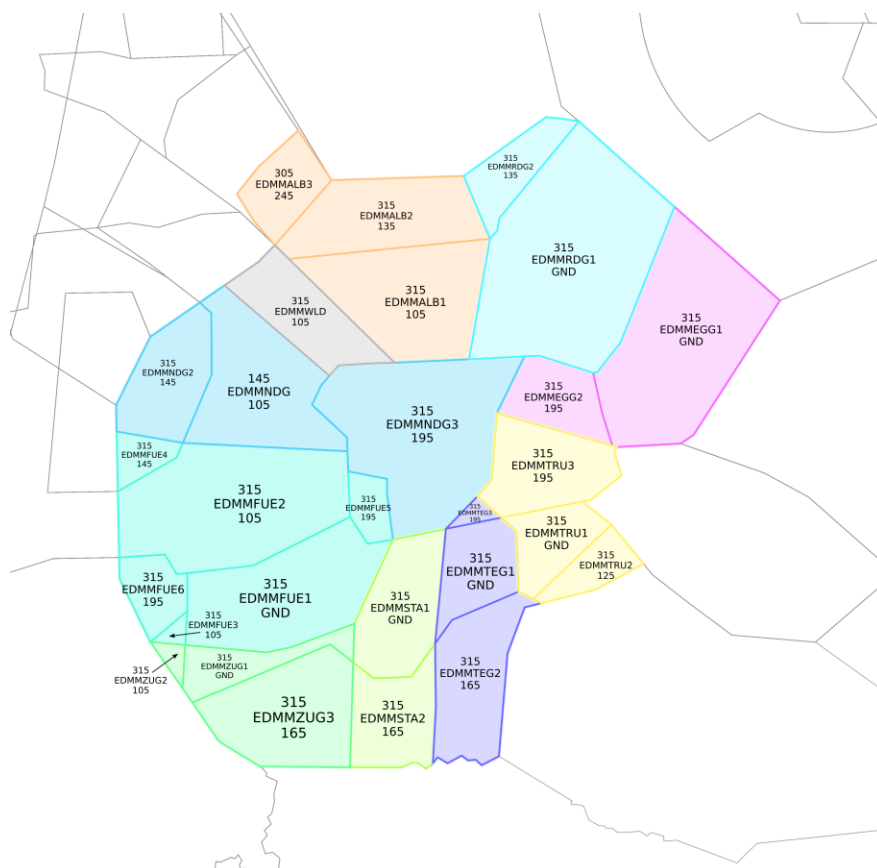 315
EDMMRDG2
135
305
EDMMALB3
245
315
EDMMALB2
135
315
EDMMRDG1
GND
315
EDMMALB1
105
315
EDMMWLD
105
315
EDMMEGG1
GND
315
EDMMNDG2
145
145
EDMMNDG
105
315
EDMMEGG2
195
315
EDMMNDG3
195
315
EDMMFUE4
145
315
EDMMTRU3
195
315
EDMMFUE2
105
315
EDMMFUE5
195
315
EDMMTEG3
195
315
EDMMTRU1
GND
315
EDMMTRU2
125
315
EDMMTEG1
GND
315
EDMMFUE6
195
315
EDMMFUE1
GND
315
EDMMSTA1
GND
315
EDMMFUE3
105
315
EDMMZUG2
105
315
EDMMZUG1
GND
315
EDMMTEG2
165
315
EDMMZUG3
165
315
EDMMSTA2
165